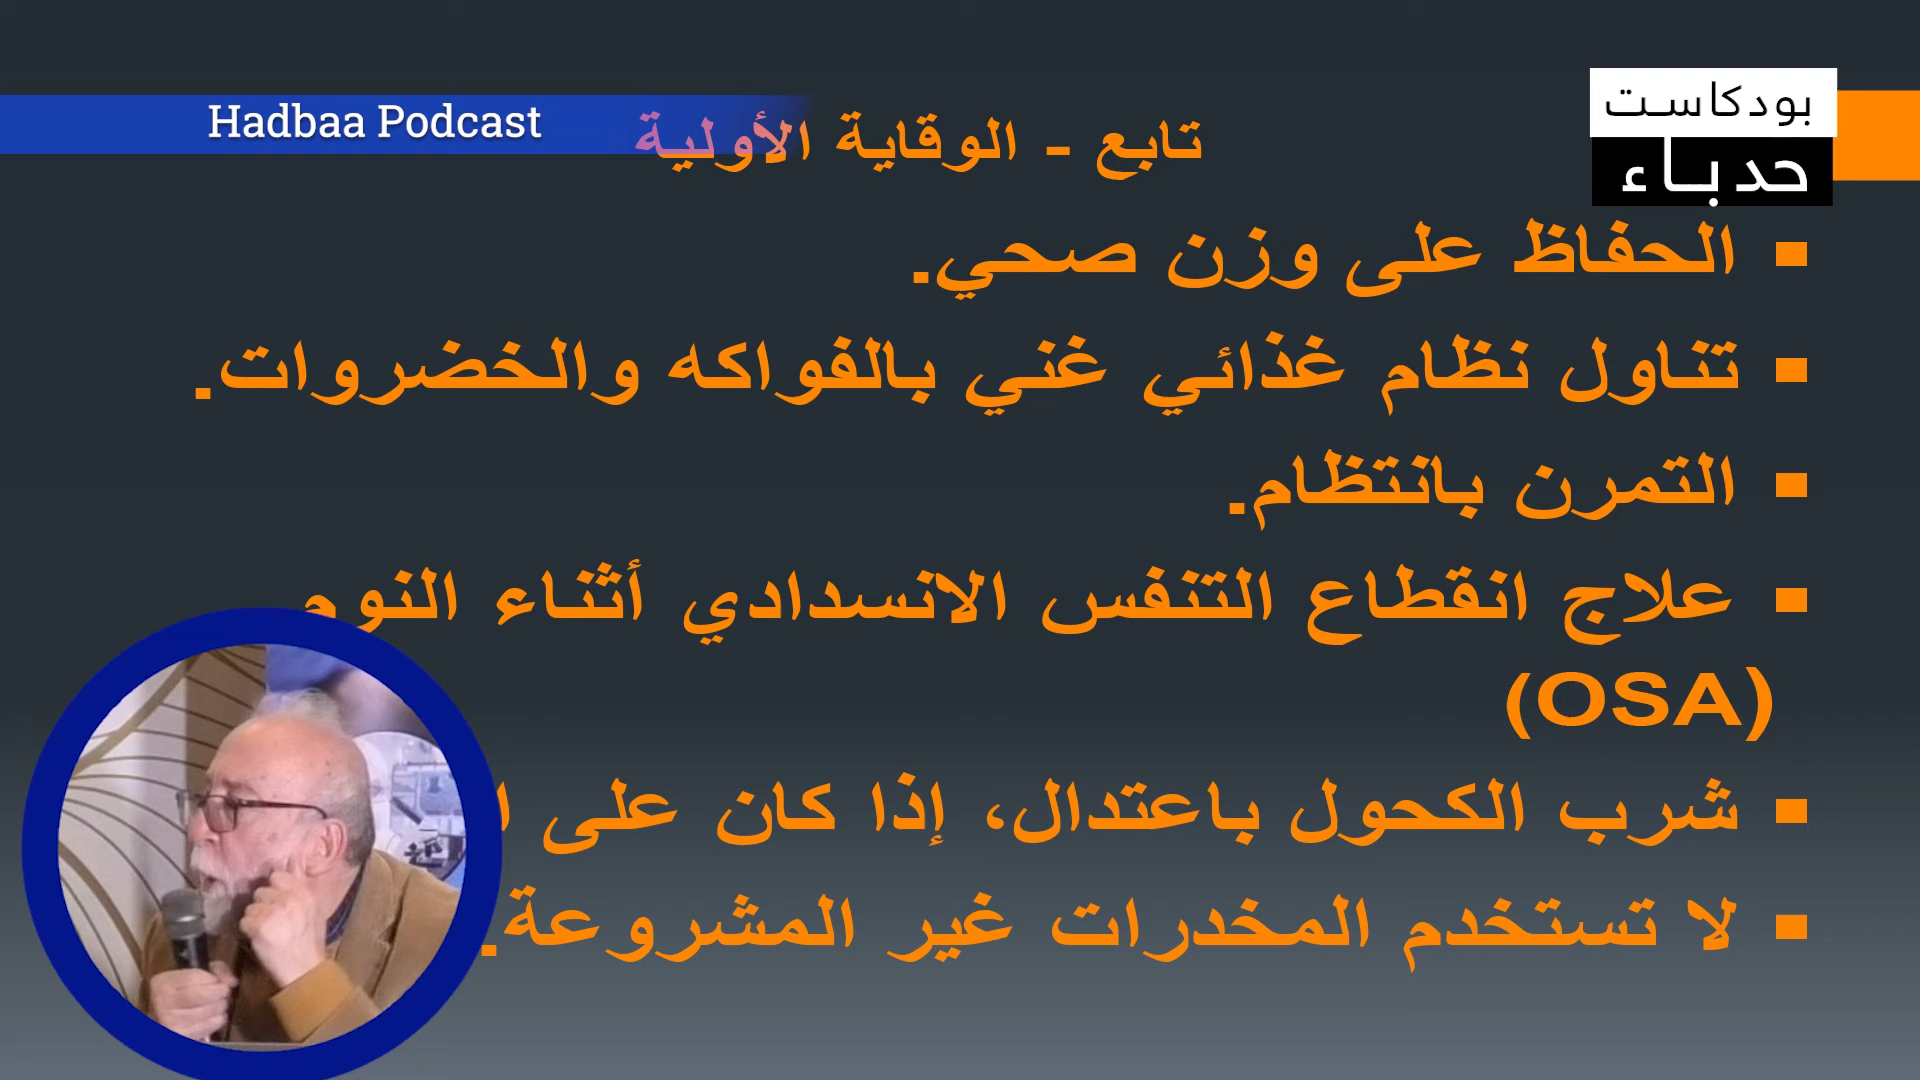 Hadbaa Podcast
بودكاست
حدباء
تابع - الوقاية الأولية
الحفاظ على وزن صحي.
تناول نظام غذائي غني بالفواكه والخضروات.
التمرن بانتظام.
علاج انقطاع التنفس الانسدادي أثناء النوم
(OSA)
شرب الكحول باعتدال، إذا كان على
لا تستخدم المخدرات غير المشروعة.